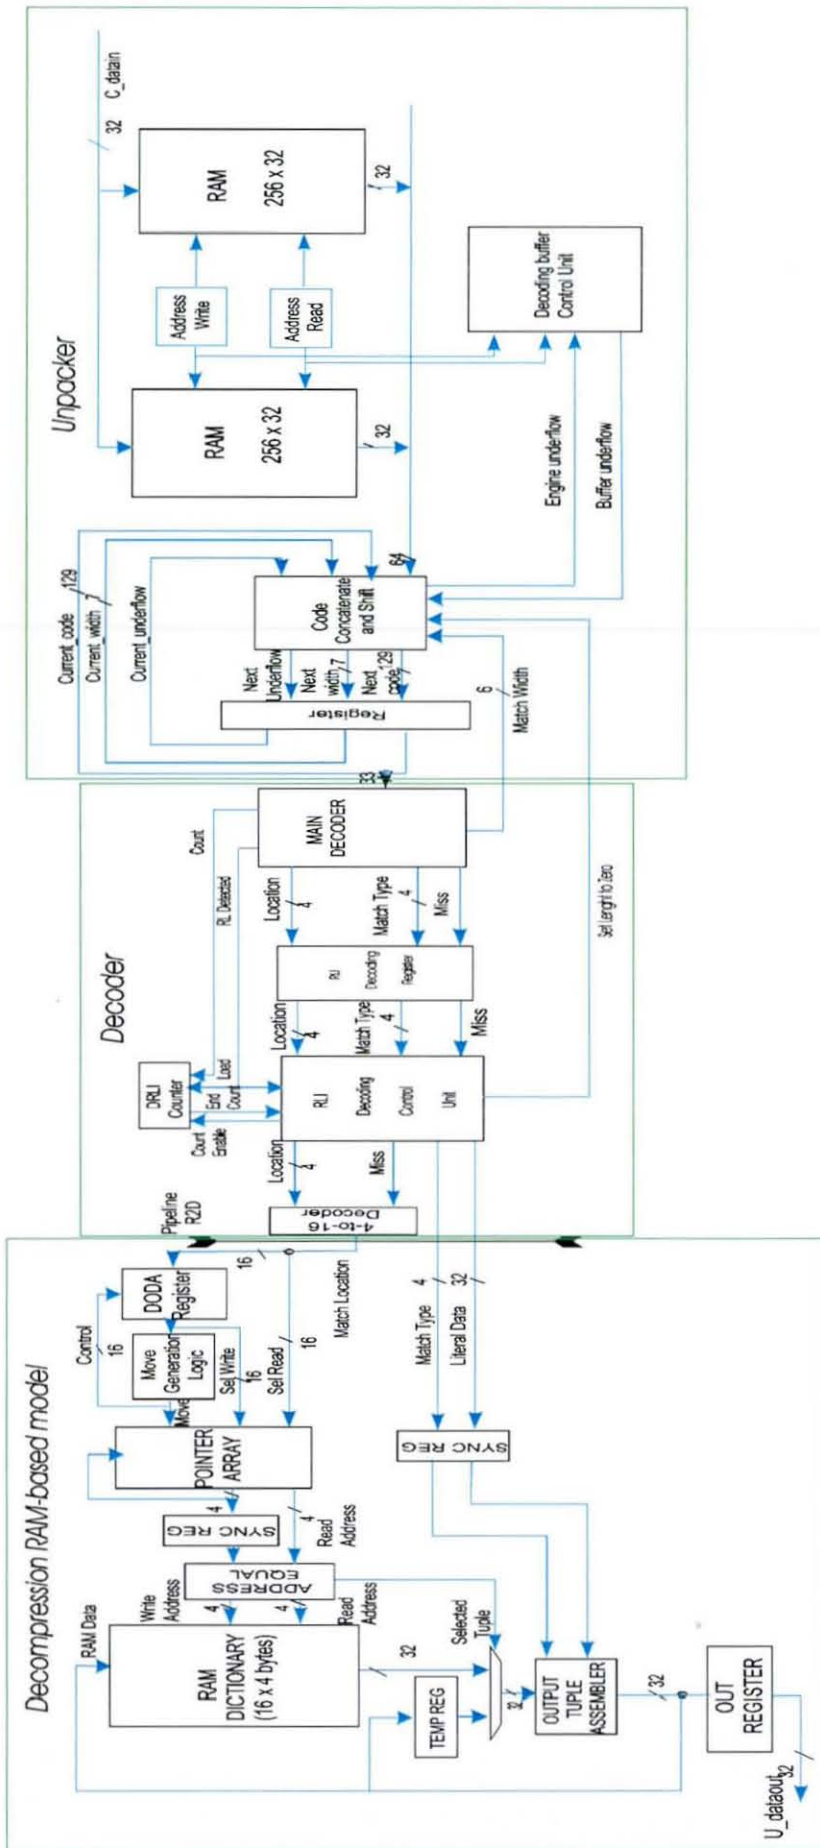 Unpacker
C_datain
32
RAM
256 x 32
32
Address
Write
Address
Read
RAM
256 x 32
32
Decoding buffer
Control Unit
Engine underflow
Buffer underflow
Current_code
129
Current_width
7
Current_underflow
64
Code
Concatenate
and Shift
Next
Underflow
Next
width
7
Next
code
129
Register
6
Match Width
33
Decoder
MAIN
DECODER
Count
RL Detected
Location
4
Match Type
4
Miss
RLI
Decoding
Register
Location
4
Match Type
4
Miss
Set Lenght to Zero
DRLI
Counter
Load
End
Count
Count
Enable
RLI
Decoding
Control
Unit
Location
4
Miss
4-to-16
Decoder
Pipeline
R2D
Decompression RAM-based model
16
Match Location
DODA
Register
Control
16
Move
Generation
Logic
Sel Write
16
Sel Read
16
Move
Match Type
4
Literal Data
32
POINTER
ARRAY
SYNC REG
4
SYNC REG
4
Read
Address
ADDRESS
EQUAL
RAM Data
Write
Address
4
4
Read
Address
RAM
DICTIONARY
(16 x 4 bytes)
32
Selected
Tuple
TEMP REG
32
OUTPUT
TUPLE
ASSEMBLER
32
OUT
REGISTER
U_dataout
32